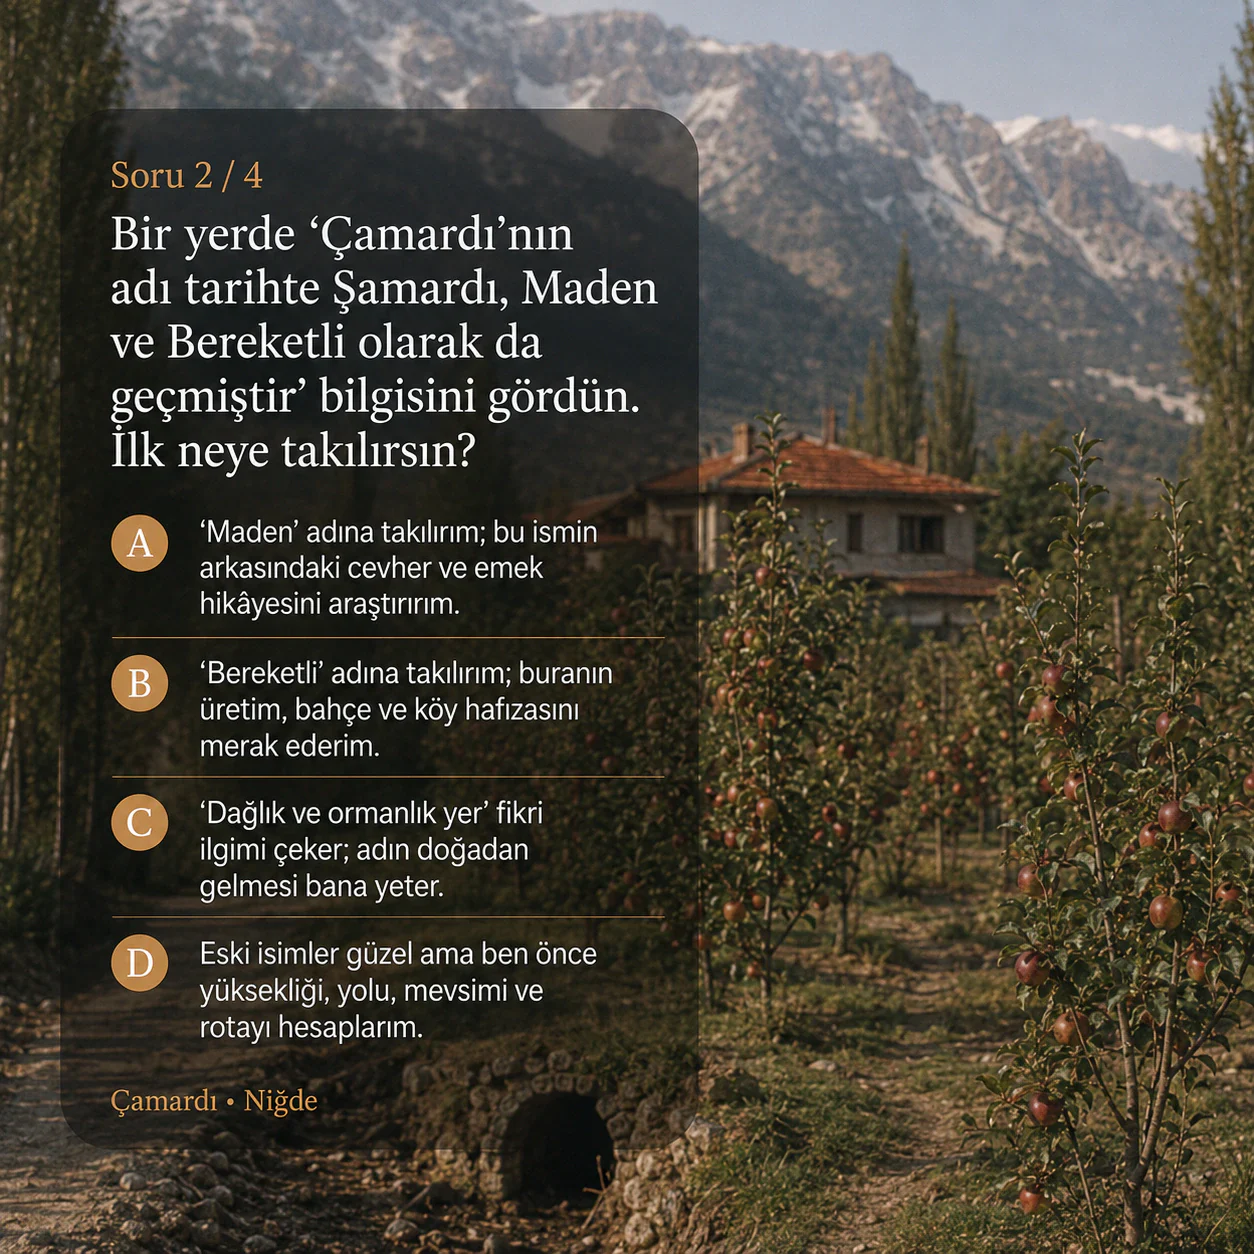 Soru 2 / 4
Bir yerde ‘Çamardı’nın
adı tarihte Şamardı, Maden
ve Bereketli olarak da
geçmiştir’ bilgisini gördün.
İlk neye takılırsın?
A
‘Maden’ adına takılırım; bu ismin
arkasındaki cevher ve emek
hikâyesini araştırırım.
B
‘Bereketli’ adına takılırım; buranın
üretim, bahçe ve köy hafızasını
merak ederim.
C
‘Dağlık ve ormanlık yer’ fikri
ilgimi çeker; adın doğadan
gelmesi bana yeter.
D
Eski isimler güzel ama ben önce
yüksekliği, yolu, mevsimi ve
rotayı hesaplarım.
Çamardı • Niğde